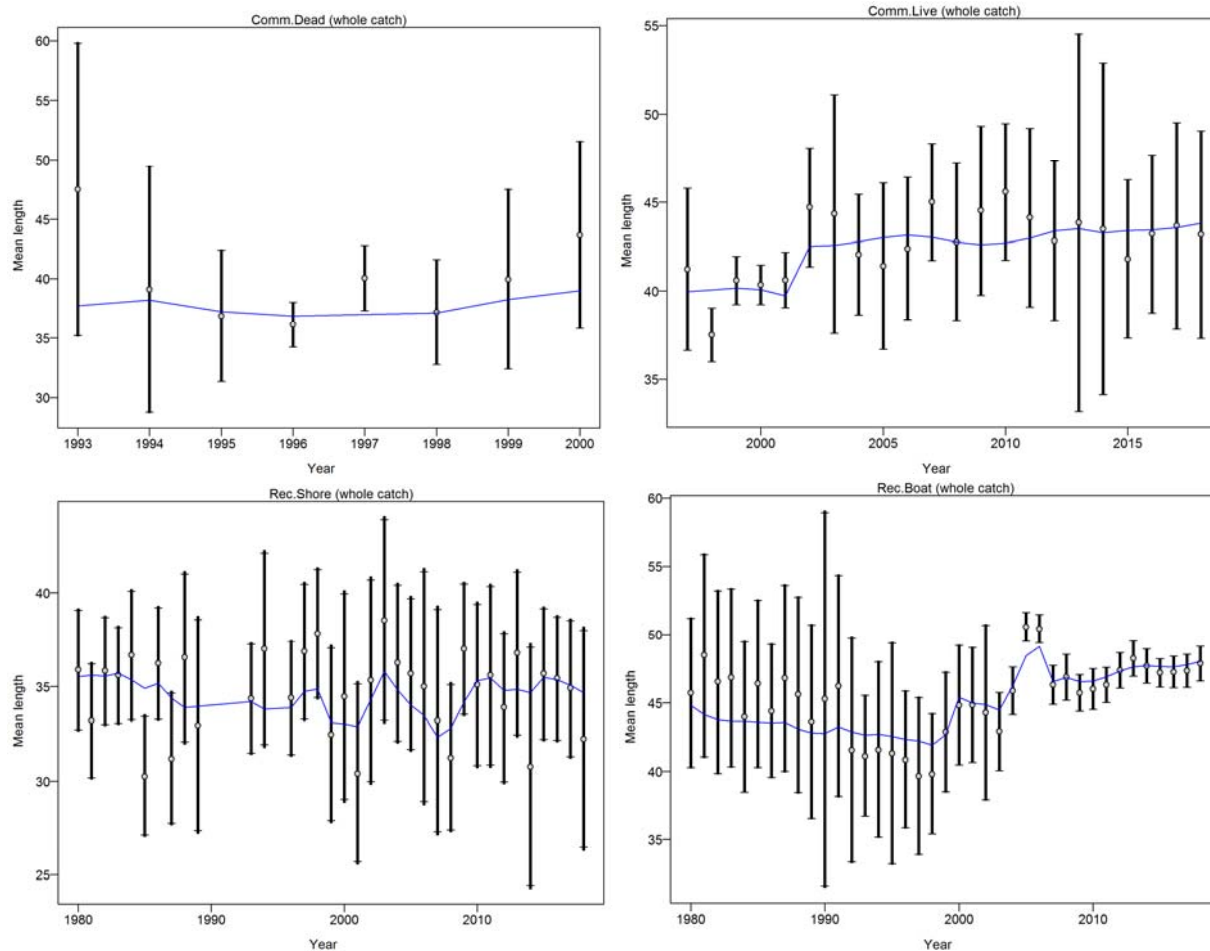 Comm.Dead (whole catch)
60
55
50
45
40
35
30
Mean length
1993 1994 1995 1996 1997 1998 1999 2000
Year
Comm.Live (whole catch)
55
50
45
40
35
Mean length
2000 2005 2010 2015
Year
Rec.Shore (whole catch)
40
35
30
25
Mean length
1980 1990 2000 2010
Year
Rec.Boat (whole catch)
60
55
50
45
40
35
Mean length
1980 1990 2000 2010
Year